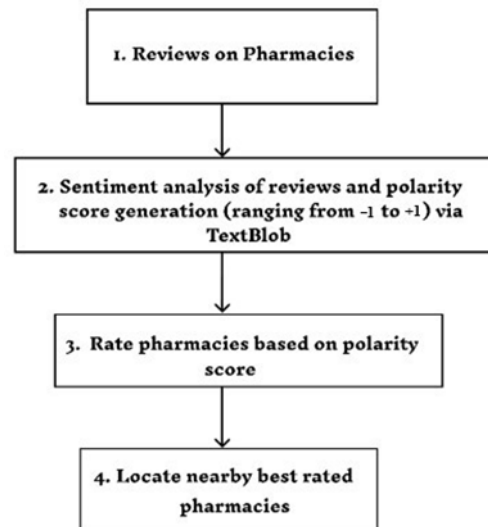 1. Reviews on Pharmacies
2. Sentiment analysis of reviews and polarity
score generation (ranging from -1 to +1) via
TextBlob
3. Rate pharmacies based on polarity
score
4. Locate nearby best rated
pharmacies